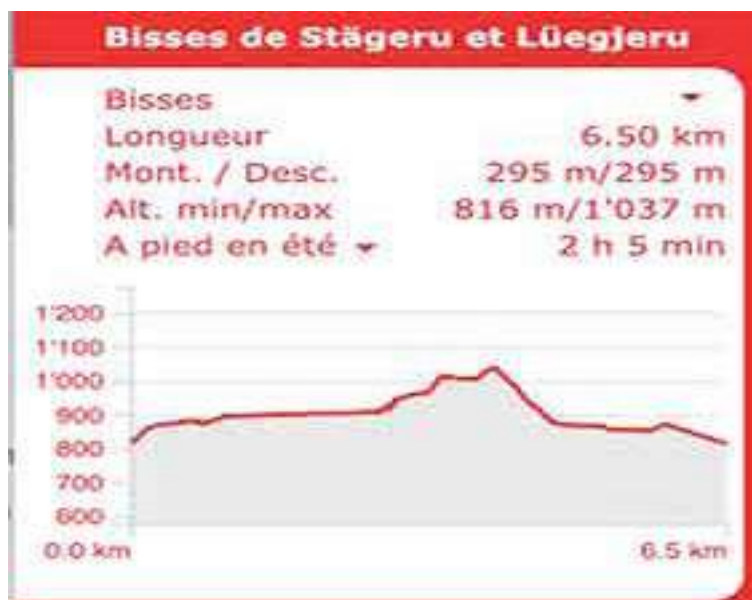 Bisses de Stägeru et Lüegjeru
Bisses
Longueur 6.50 km
Mont. / Desc. 295 m/295 m
Alt. min/max 816 m/1'037 m
A pied en été 2 h 5 min
1'200
1'100
1'000
900
800
700
600
0.0 km 6.5 km